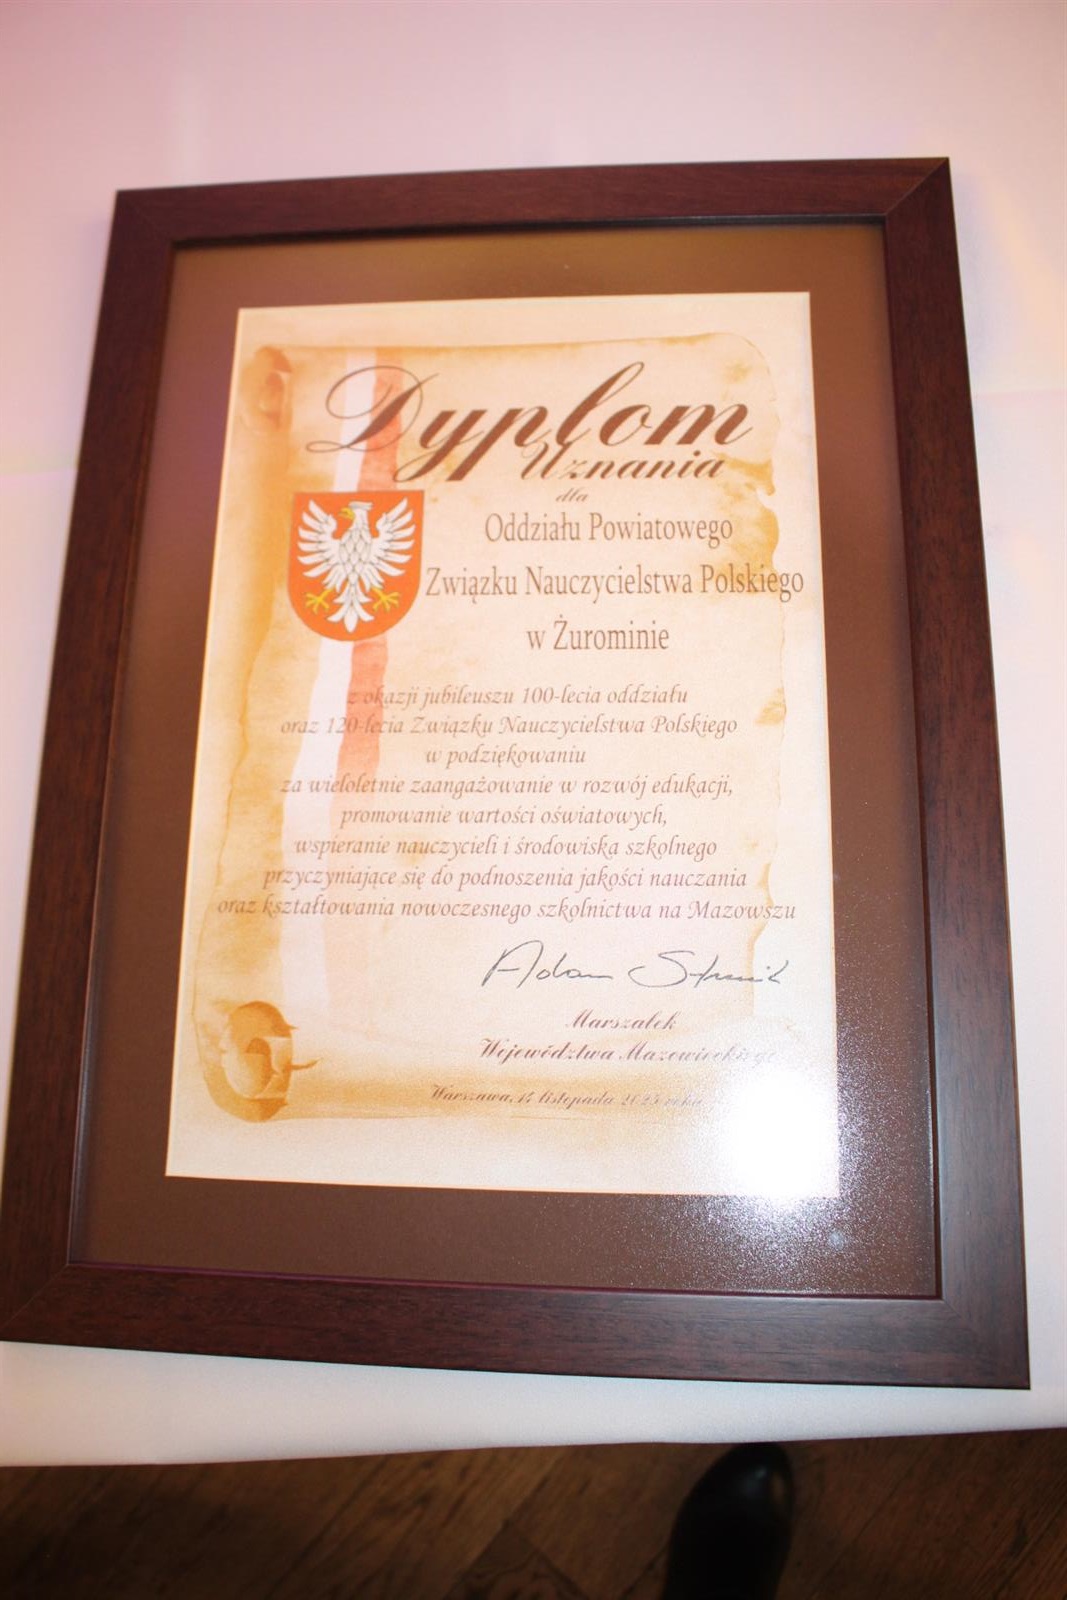 Dyplom
Uznania
dla
Oddziału Powiatowego
Związku Nauczycielstwa Polskiego
w Żurominie
z okazji jubileuszu 100-lecia oddziału
oraz 120-lecia Związku Nauczycielstwa Polskiego
w podziękowaniu
za wieloletnie zaangażowanie w rozwój edukacji,
promowanie wartości oświatowych,
wspieranie nauczycieli i środowiska szkolnego
przyczyniające się do podnoszenia jakości nauczania
oraz kształtowania nowoczesnego szkolnictwa na Mazowszu
Adam Struzik
Marszałek
Województwa Mazowieckiego
Warszawa, 14 listopada 2025 roku